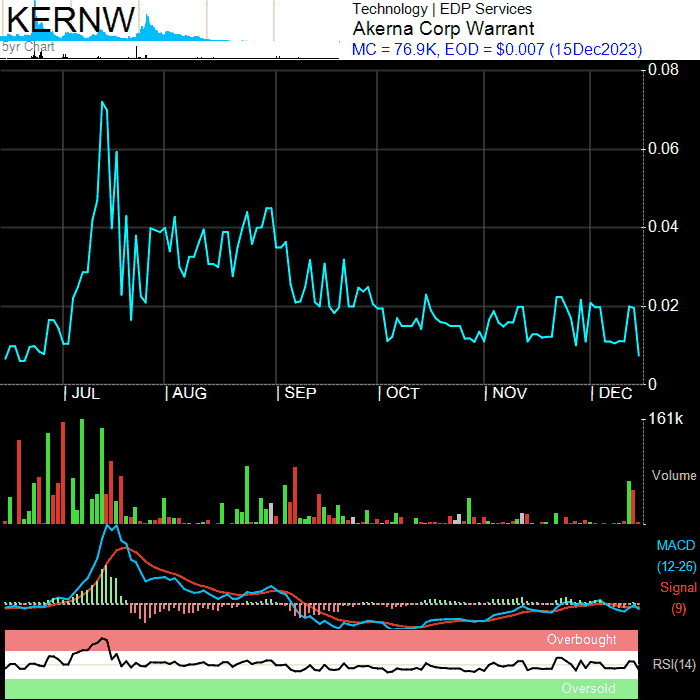 KERNW
5yr Chart
Technology | EDP Services
Akerna Corp Warrant
MC = 76.9K, EOD = $0.007 (15Dec2023)
0.08
0.06
0.04
0.02
0
| JUL | AUG | SEP | OCT | NOV | DEC
161k
Volume
MACD
(12-26)
Signal
(9)
Overbought
RSI(14)
Oversold